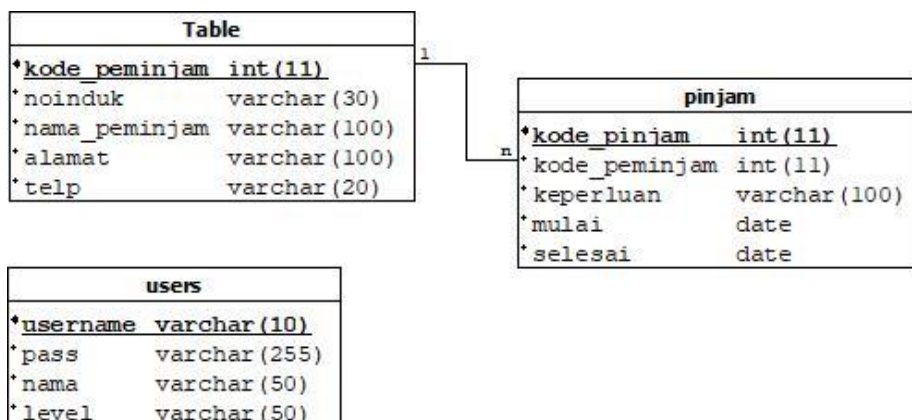 Table
kode_peminjam int(11)
noinduk varchar(30)
nama_peminjam varchar(100)
alamat varchar(100)
telp varchar(20)
1
n
pinjam
kode_pinjam int(11)
kode_peminjam int(11)
keperluan varchar(100)
mulai date
selesai date
users
username varchar(10)
pass varchar(255)
nama varchar(50)
level varchar(50)